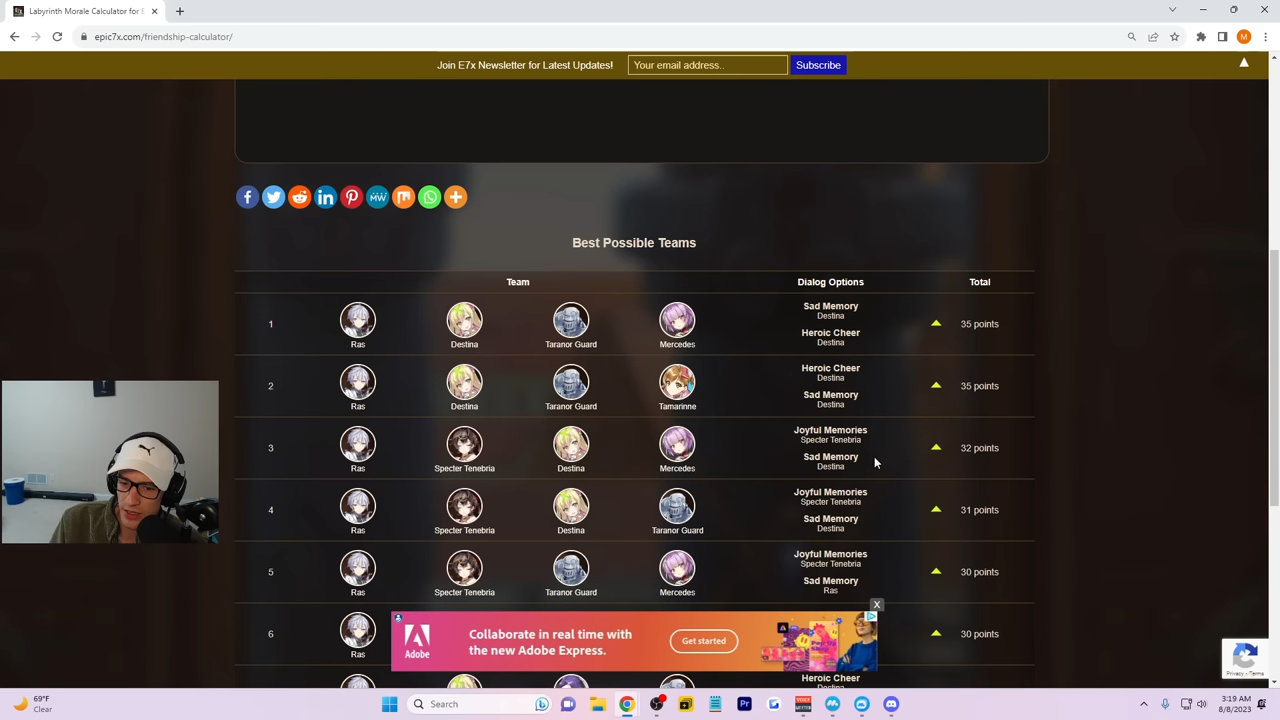 Labyrinth Morale Calculator for E
epic7x.com/friendship-calculator/
M
Join E7x Newsletter for Latest Updates!
Your email address..
Subscribe
MW
Best Possible Teams
Team
Dialog Options
Total
1
Ras
Destina
Taranor Guard
Mercedes
Sad Memory
Destina
Heroic Cheer
Destina
35 points
2
Ras
Destina
Taranor Guard
Tamarinne
Heroic Cheer
Destina
Sad Memory
Destina
35 points
3
Ras
Specter Tenebria
Destina
Mercedes
Joyful Memories
Specter Tenebria
Sad Memory
Destina
32 points
4
Ras
Specter Tenebria
Destina
Taranor Guard
Joyful Memories
Specter Tenebria
Sad Memory
Destina
31 points
5
Ras
Specter Tenebria
Taranor Guard
Mercedes
Joyful Memories
Specter Tenebria
Sad Memory
Ras
30 points
6
Ras
30 points
X
Adobe
Collaborate in real time with
the new Adobe Express.
Get started
Heroic Cheer
Privacy - Terms
69°F
Clear
Search
Pr
3:19 AM
8/8/2023